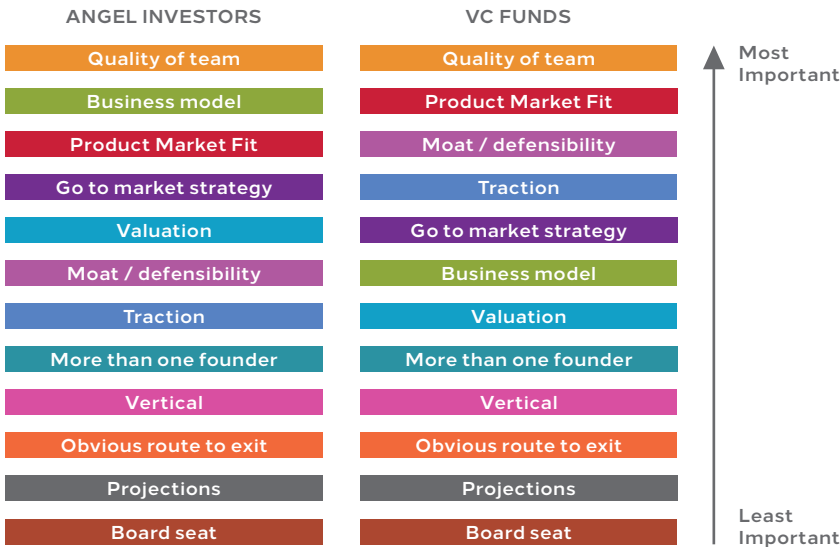 ANGEL INVESTORS
Quality of team
Business model
Product Market Fit
Go to market strategy
Valuation
Moat / defensibility
Traction
More than one founder
Vertical
Obvious route to exit
Projections
Board seat
VC FUNDS
Quality of team
Product Market Fit
Moat / defensibility
Traction
Go to market strategy
Business model
Valuation
More than one founder
Vertical
Obvious route to exit
Projections
Board seat
Most
Important
Least
Important